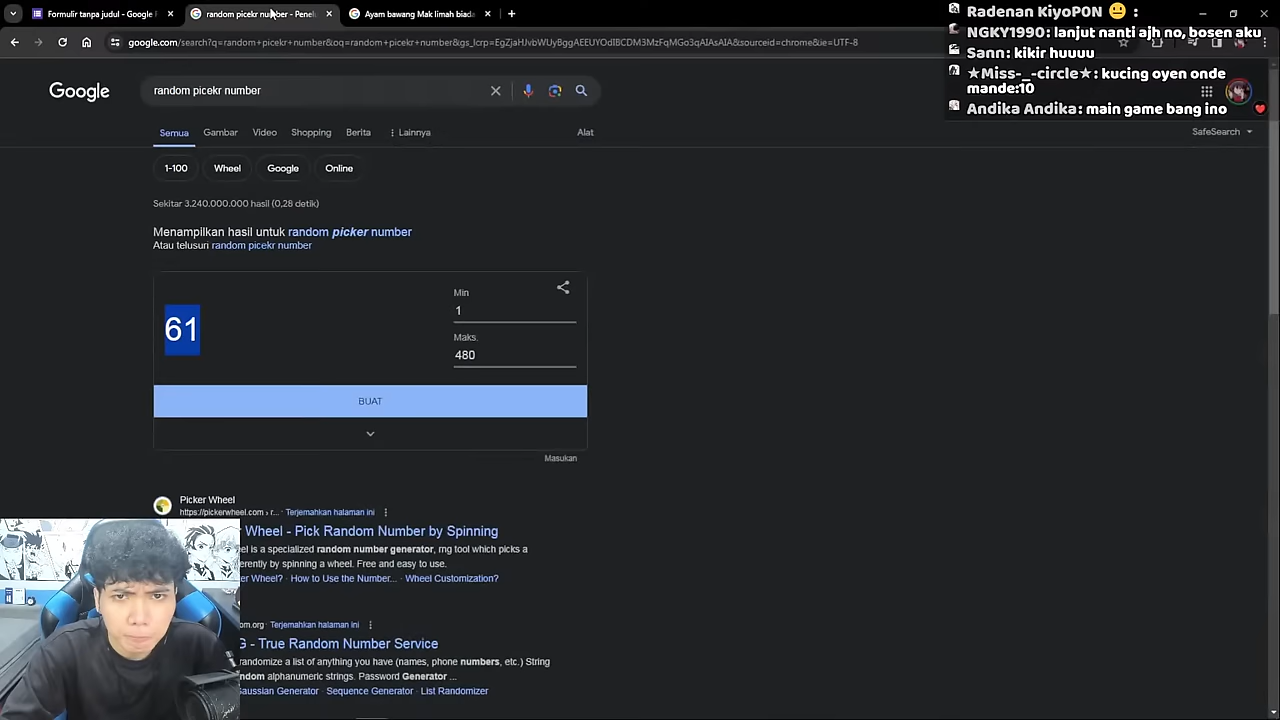 Formulir tanpa judul - Google
random picekr number - Penel
Ayam bawang Mak limah biada
google.com/search?q=random+picekr+number&oq=random+picekr+number&gs_lcrp=EgZjaHJvbWUyBggAEEUYOdIBCDM3MzFqMGo3qAIAsAIA&sourceid=chrome&ie=UTF-8
Radenan KiyoPON 😐 :
NGKY1990: lanjut nanti ajh no, bosen aku
Sann: kikir huuuu
★Miss-_-circle★: kucing oyen onde
mande:10
Andika Andika: main game bang ino
Google
random picekr number
Semua
Gambar
Video
Shopping
Berita
Lainnya
Alat
SafeSearch
1-100
Wheel
Google
Online
Sekitar 3.240.000.000 hasil (0,28 detik)
Menampilkan hasil untuk random picker number
Atau telusuri random picekr number
61
Min
1
Maks.
480
BUAT
Masukan
Picker Wheel
https://pickerwheel.com › r... · Terjemahkan halaman ini
Wheel - Pick Random Number by Spinning
el is a specialized random number generator, rng tool which picks a
erently by spinning a wheel. Free and easy to use.
er Wheel? · How to Use the Number... · Wheel Customization?
om.org · Terjemahkan halaman ini
G - True Random Number Service
randomize a list of anything you have (names, phone numbers, etc.) String
ndom alphanumeric strings. Password Generator ...
Gaussian Generator · Sequence Generator · List Randomizer